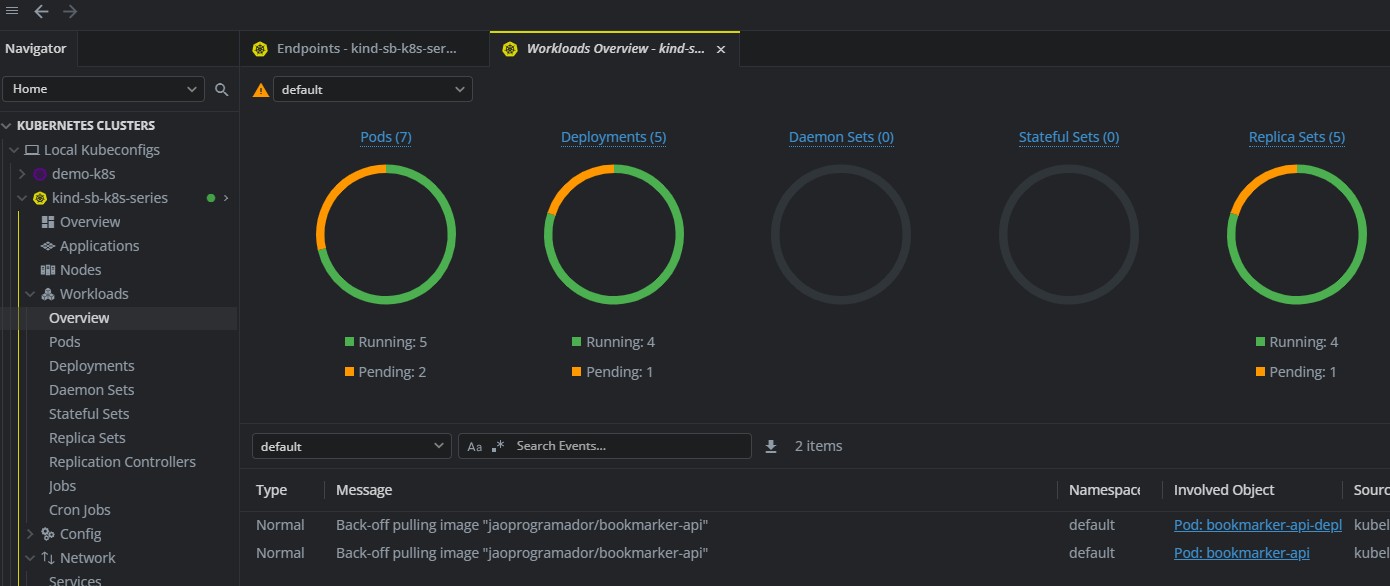 Navigator
Endpoints - kind-sb-k8s-ser...
Workloads Overview - kind-s...
Home
default
KUBERNETES CLUSTERS
Local Kubeconfigs
demo-k8s
kind-sb-k8s-series
Overview
Applications
Nodes
Workloads
Overview
Pods
Deployments
Daemon Sets
Stateful Sets
Replica Sets
Replication Controllers
Jobs
Cron Jobs
Config
Network
Services
Pods (7)
Running: 5
Pending: 2
Deployments (5)
Running: 4
Pending: 1
Daemon Sets (0)
Stateful Sets (0)
Replica Sets (5)
Running: 4
Pending: 1
default Aa .* Search Events... 2 items
Type Message Namespace Involved Object Sourc
Normal Back-off pulling image "jaoprogramador/bookmarker-api" default Pod: bookmarker-api-depl kubel
Normal Back-off pulling image "jaoprogramador/bookmarker-api" default Pod: bookmarker-api kubel